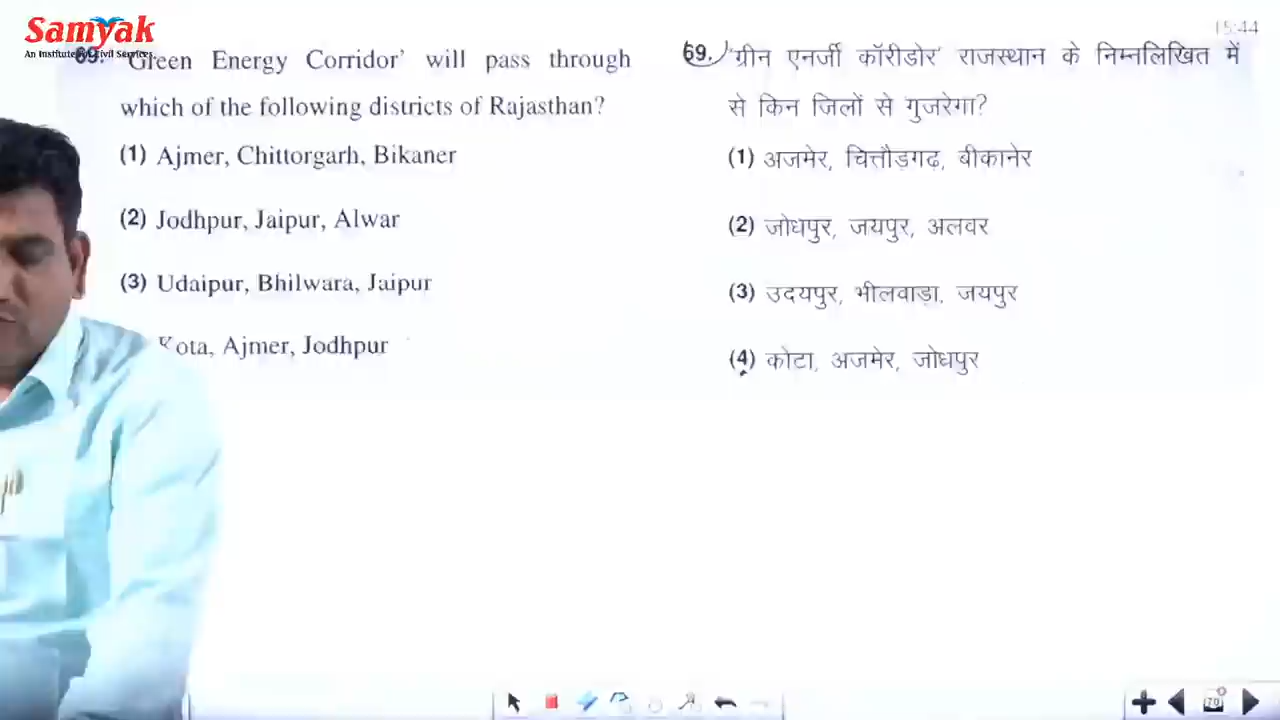 Samyak
An Institute For Civil Services
15:44
69. 'Green Energy Corridor' will pass through
which of the following districts of Rajasthan?
(1) Ajmer, Chittorgarh, Bikaner
(2) Jodhpur, Jaipur, Alwar
(3) Udaipur, Bhilwara, Jaipur
Kota, Ajmer, Jodhpur
69. 'ग्रीन एनर्जी कॉरीडोर' राजस्थान के निम्नलिखित में
से किन जिलों से गुजरेगा?
(1) अजमेर, चित्तौड़गढ़, बीकानेर
(2) जोधपुर, जयपुर, अलवर
(3) उदयपुर, भीलवाड़ा, जयपुर
(4) कोटा, अजमेर, जोधपुर
70